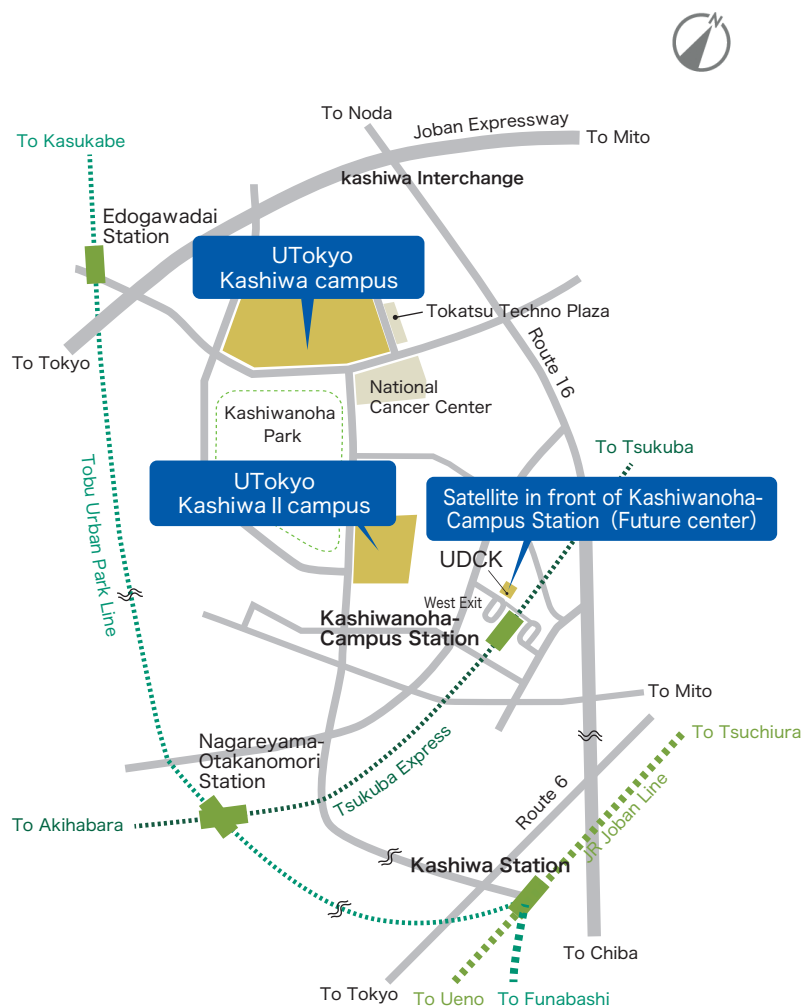 N
To Noda
Joban Expressway
To Mito
To Kasukabe
kashiwa Interchange
Edogawadai
Station
UTokyo
Kashiwa campus
Tokatsu Techno Plaza
To Tokyo
Route 16
National
Cancer Center
Kashiwanoha
Park
To Tsukuba
UTokyo
Kashiwa II campus
Satellite in front of Kashiwanoha-
Campus Station (Future center)
Tobu Urban Park Line
UDCK
West Exit
Kashiwanoha-
Campus Station
To Mito
Nagareyama-
Otakanomori
Station
To Tsuchiura
Tsukuba Express
To Akihabara
Route 6
JR Joban Line
Kashiwa Station
To Chiba
To Tokyo
To Ueno
To Funabashi